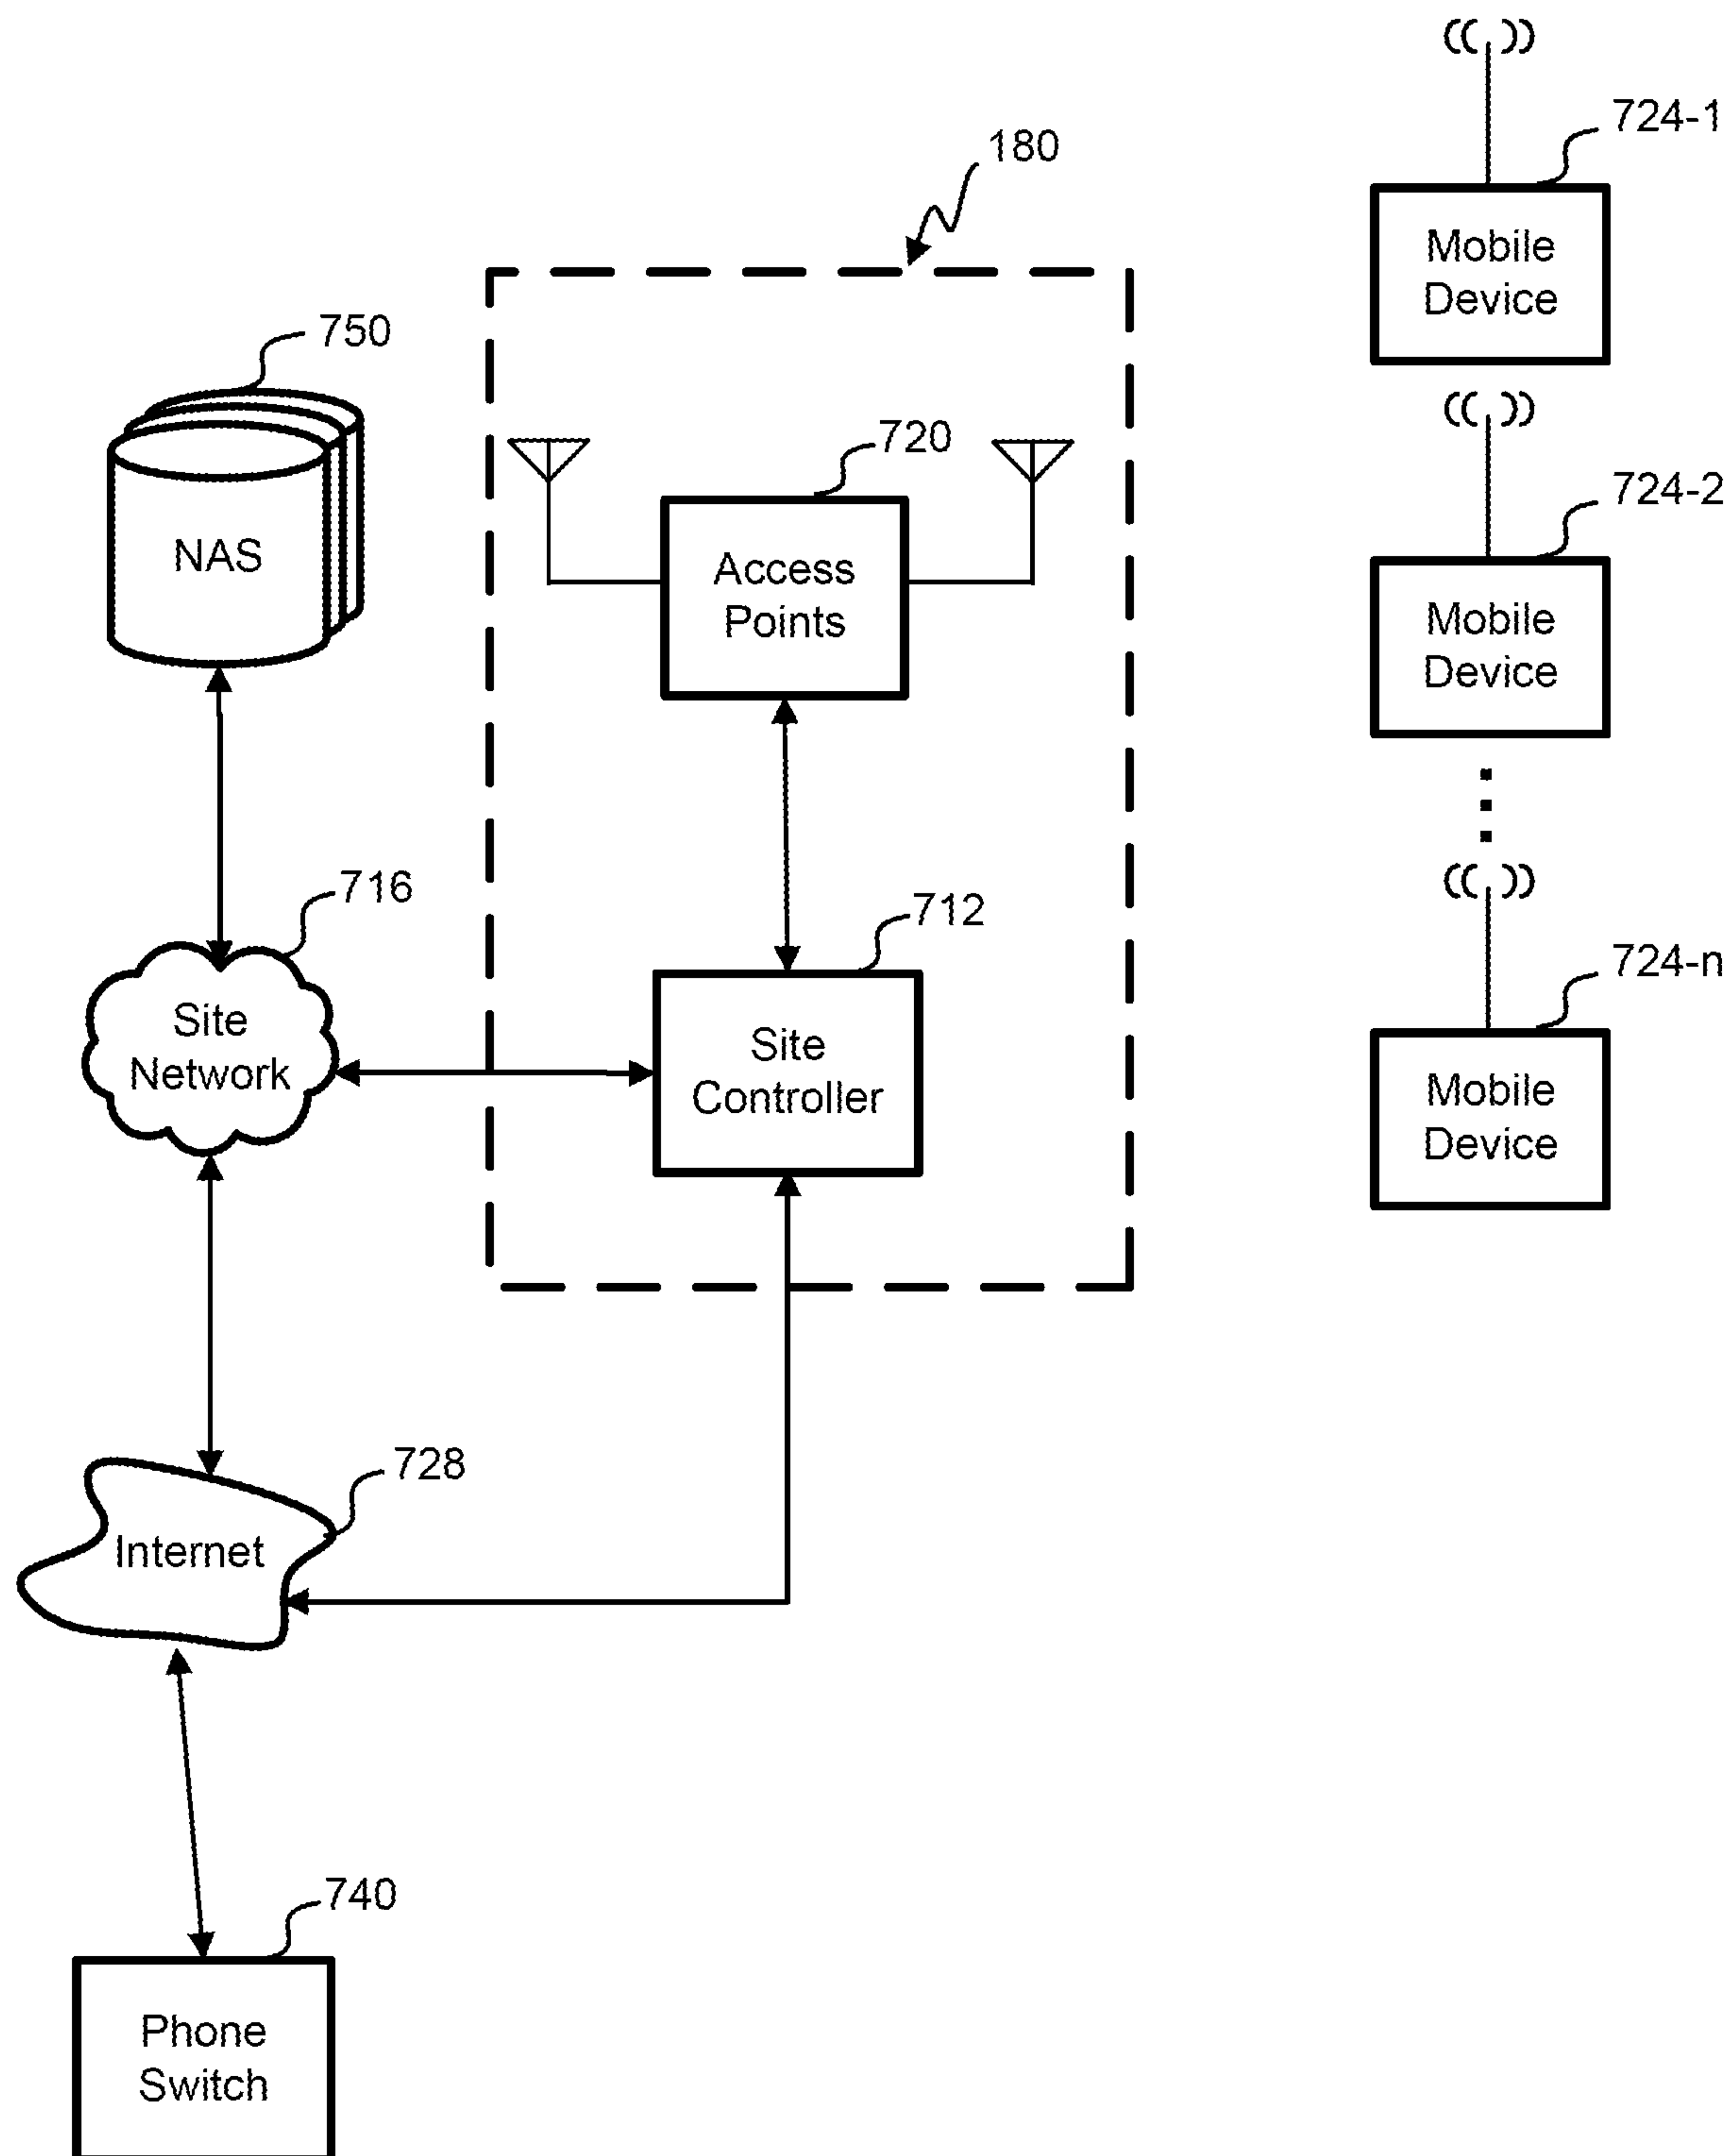 724-1
180
Mobile
Device
750
720
724-2
NAS
Access
Points
Mobile
Device
716
712
724-n
Site
Network
Site
Controller
Mobile
Device
728
Internet
740
Phone
Switch